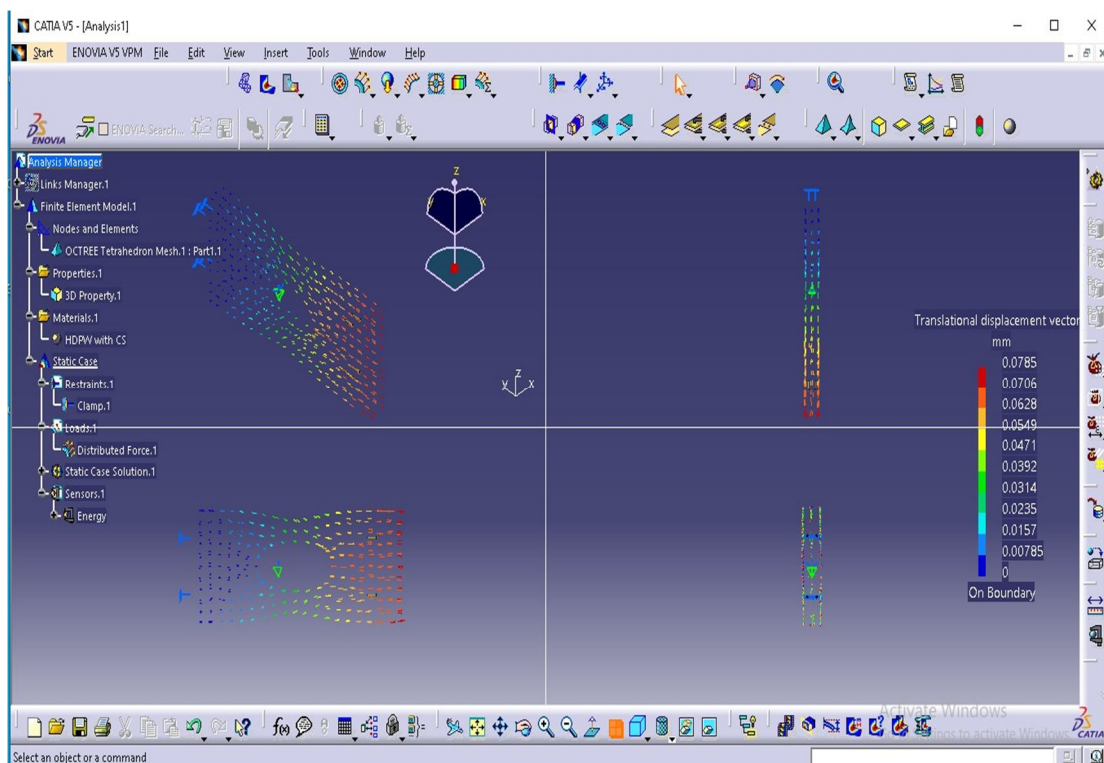 CATIA V5 - [Analysis1]
Start ENOVIA V5 VPM File Edit View Insert Tools Window Help
ENOVIA
ENOVIA Search...
Analysis Manager
Links Manager.1
Finite Element Model.1
Nodes and Elements
OCTREE Tetrahedron Mesh.1 : Part1.1
Properties.1
3D Property.1
Materials.1
HDPW with CS
Static Case
Restraints.1
Clamp.1
Loads.1
Distributed Force.1
Static Case Solution.1
Sensors.1
Energy
z
z
y x
Translational displacement vector
mm
0.0785
0.0706
0.0628
0.0549
0.0471
0.0392
0.0314
0.0235
0.0157
0.00785
0
On Boundary
f(x)
Activate Windows
to activate Windows.
CATIA
Select an object or a command